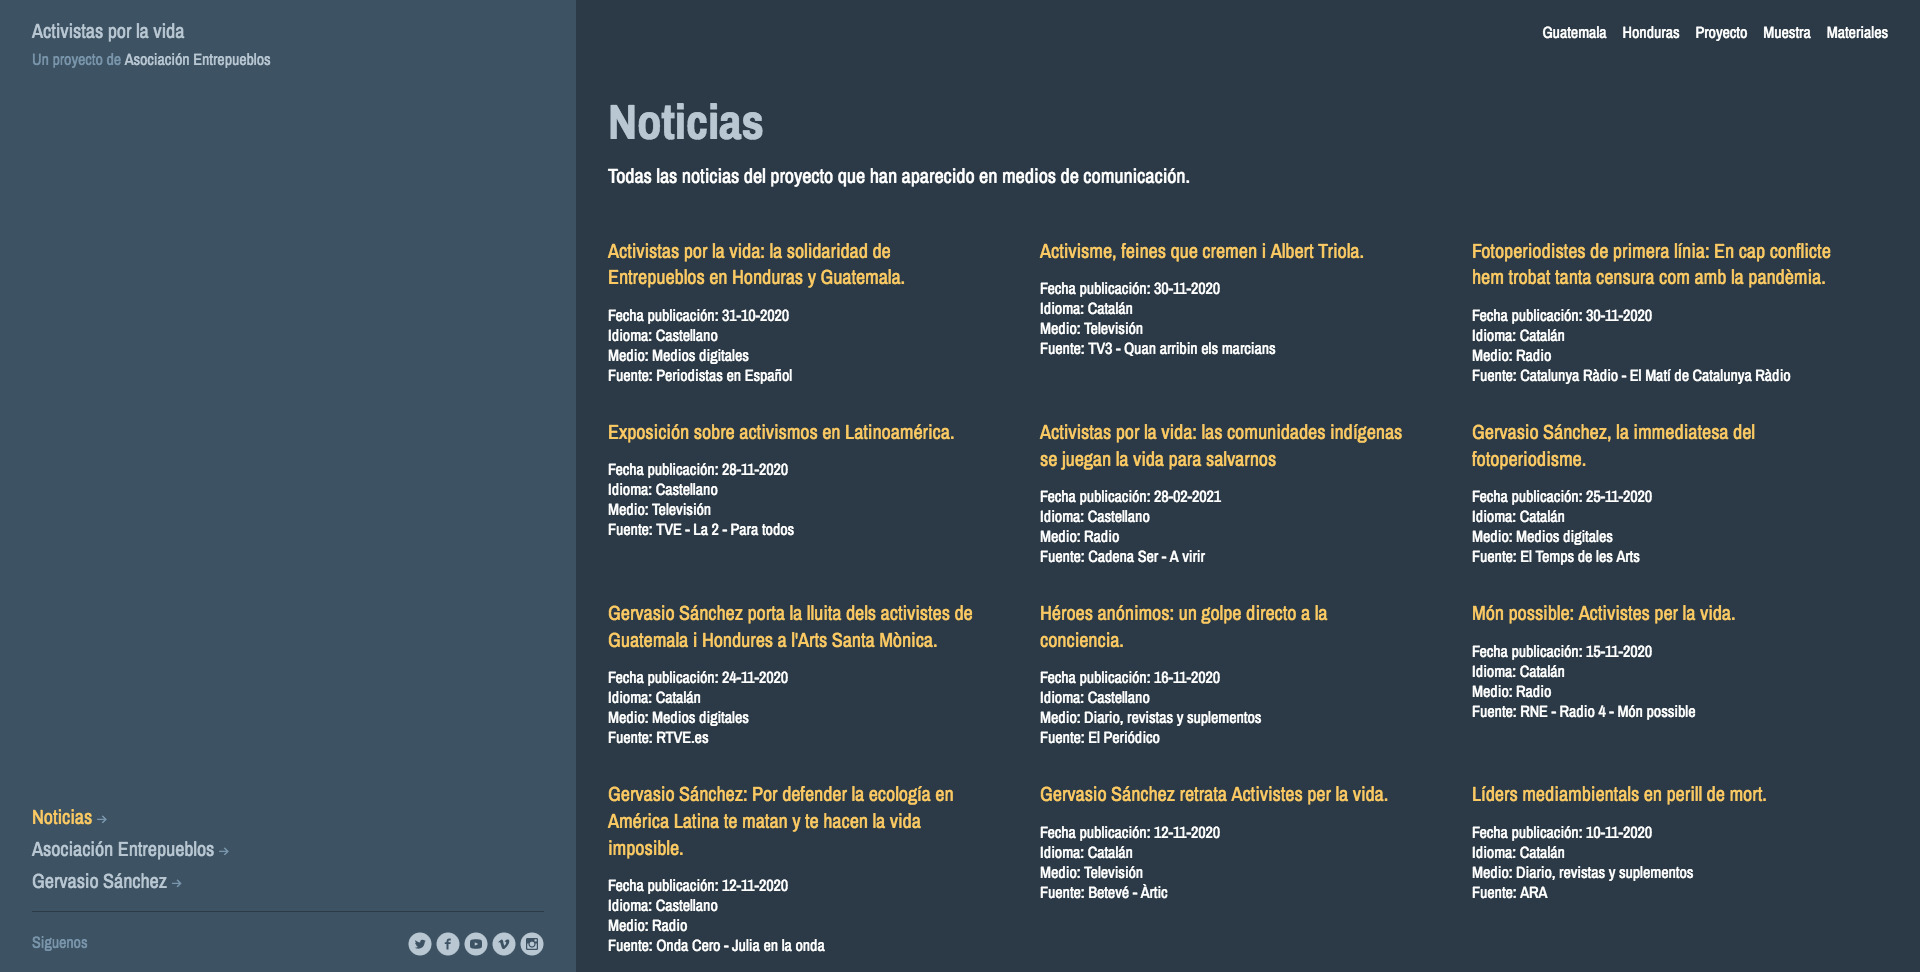 Activistas por la vida
Un proyecto de Asociación Entrepueblos
Guatemala Honduras Proyecto Muestra Materiales
Noticias
Todas las noticias del proyecto que han aparecido en medios de comunicación.
Activistas por la vida: la solidaridad de
Entrepueblos en Honduras y Guatemala.
Fecha publicación: 31-10-2020
Idioma: Castellano
Medio: Medios digitales
Fuente: Periodistas en Español
Activisme, feines que cremen i Albert Triola.
Fecha publicación: 30-11-2020
Idioma: Catalán
Medio: Televisión
Fuente: TV3 - Quan arribin els marcians
Fotoperiodistes de primera línia: En cap conflicte
hem trobat tanta censura com amb la pandèmia.
Fecha publicación: 30-11-2020
Idioma: Catalán
Medio: Radio
Fuente: Catalunya Ràdio - El Matí de Catalunya Ràdio
Exposición sobre activismos en Latinoamérica.
Fecha publicación: 28-11-2020
Idioma: Castellano
Medio: Televisión
Fuente: TVE - La 2 - Para todos
Activistas por la vida: las comunidades indígenas
se juegan la vida para salvarnos
Fecha publicación: 28-02-2021
Idioma: Castellano
Medio: Radio
Fuente: Cadena Ser - A virir
Gervasio Sánchez, la immediatesa del
fotoperiodisme.
Fecha publicación: 25-11-2020
Idioma: Catalán
Medio: Medios digitales
Fuente: El Temps de les Arts
Gervasio Sánchez porta la lluita dels activistes de
Guatemala i Hondures a l'Arts Santa Mònica.
Fecha publicación: 24-11-2020
Idioma: Catalán
Medio: Medios digitales
Fuente: RTVE.es
Héroes anónimos: un golpe directo a la
conciencia.
Fecha publicación: 16-11-2020
Idioma: Castellano
Medio: Diario, revistas y suplementos
Fuente: El Periódico
Món possible: Activistes per la vida.
Fecha publicación: 15-11-2020
Idioma: Catalán
Medio: Radio
Fuente: RNE - Radio 4 - Món possible
Gervasio Sánchez: Por defender la ecología en
América Latina te matan y te hacen la vida
imposible.
Fecha publicación: 12-11-2020
Idioma: Castellano
Medio: Radio
Fuente: Onda Cero - Julia en la onda
Gervasio Sánchez retrata Activistes per la vida.
Fecha publicación: 12-11-2020
Idioma: Catalán
Medio: Televisión
Fuente: Betevé - Àrtic
Líders mediambientals en perill de mort.
Fecha publicación: 10-11-2020
Idioma: Catalán
Medio: Diario, revistas y suplementos
Fuente: ARA
Noticias →
Asociación Entrepueblos →
Gervasio Sánchez →
Siguenos